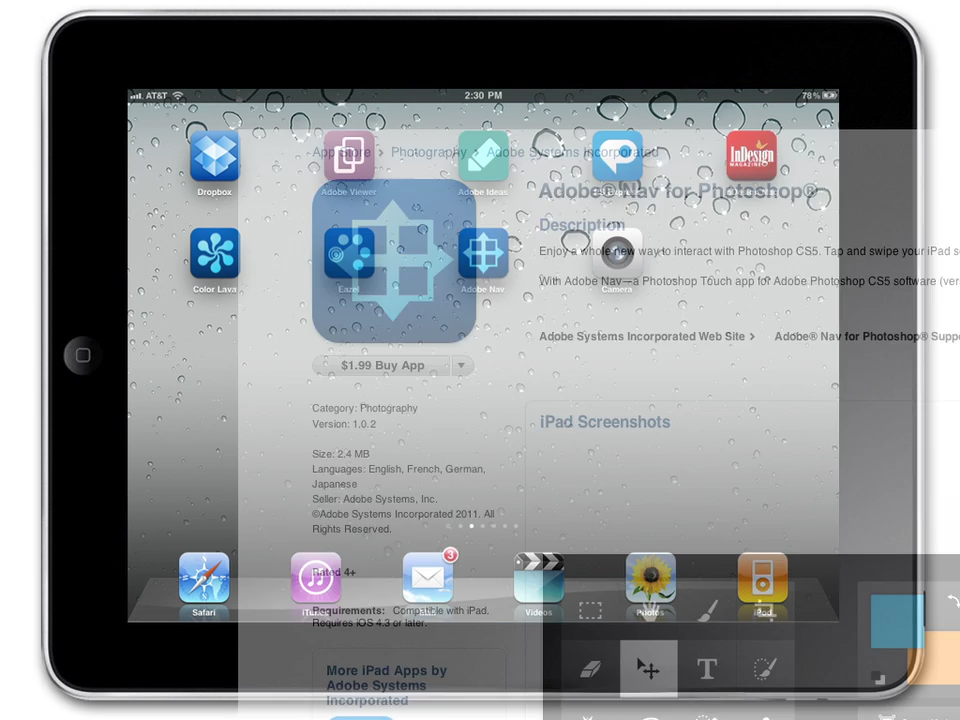 AT&T 2:30 PM 78%
App Store › Photography › Adobe Systems Incorporated
InDesign
MAGAZINE
Dropbox Adobe Viewer Adobe Ideas
Adobe® Nav for Photoshop®
Description
Enjoy a whole new way to interact with Photoshop CS5. Tap and swipe your iPad
With Adobe Nav—a Photoshop Touch app for Adobe Photoshop CS5 software
Color Lava Eazel Adobe Nav Camera
Adobe Systems Incorporated Web Site › Adobe® Nav for Photoshop®
$1.99 Buy App
Category: Photography
Version: 1.0.2
iPad Screenshots
Size: 2.4 MB
Languages: English, French, German,
Japanese
Seller: Adobe Systems, Inc.
©Adobe Systems Incorporated 2011. All
Rights Reserved.
3
Rated 4+
Safari Videos Photos iPod
Requirements: Compatible with iPad.
Requires iOS 4.3 or later.
T
More iPad Apps by
Adobe Systems
Incorporated